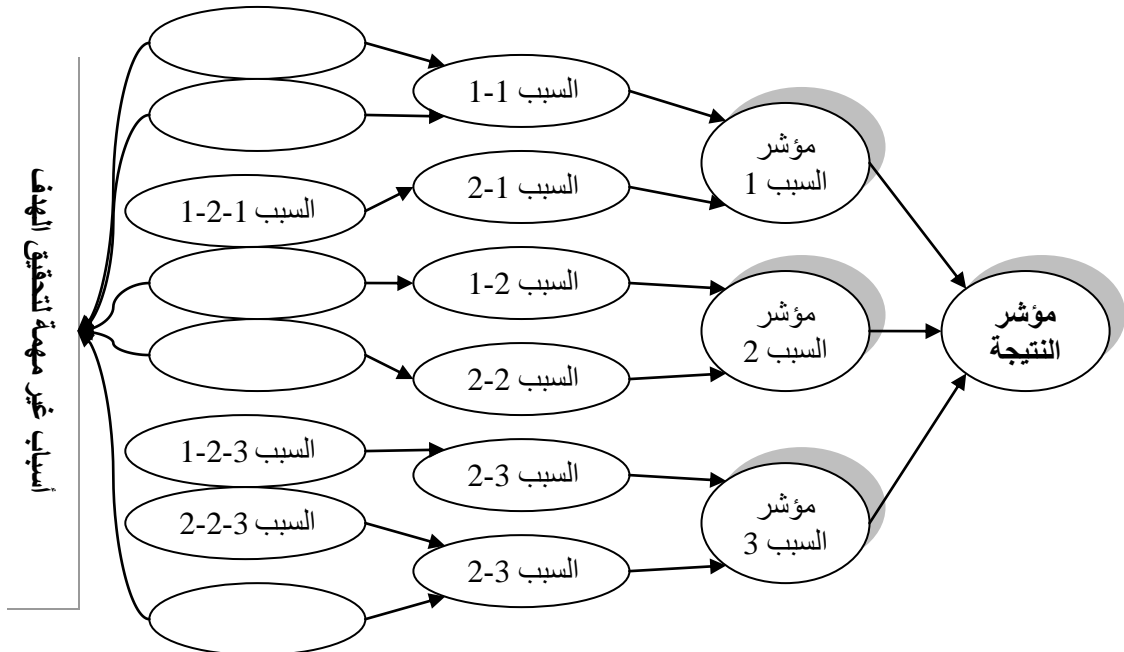 مؤشر
النتيجة
مؤشر
السبب 1
مؤشر
السبب 2
مؤشر
السبب 3
السبب 1-1
السبب 1-2
السبب 2-1
السبب 2-2
السبب 3-2
السبب 3-2
السبب 1-2-1
السبب 3-2-1
السبب 3-2-2
أسباب غير مهمة لتحقيق الهدف